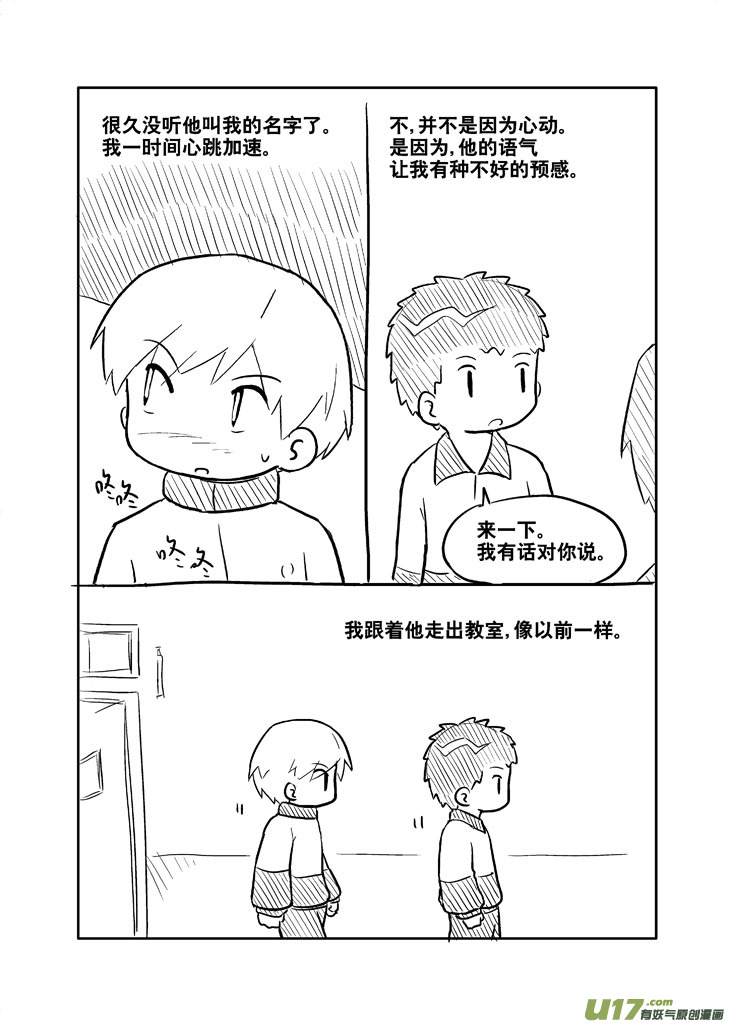 很久没听他叫我的名字了。
我一时间心跳加速。
不,并不是因为心动。
是因为,他的语气
让我有种不好的预感。
咚咚
咚咚
来一下。
我有话对你说。
我跟着他走出教室,像以前一样。
U17.com
有妖气原创漫画